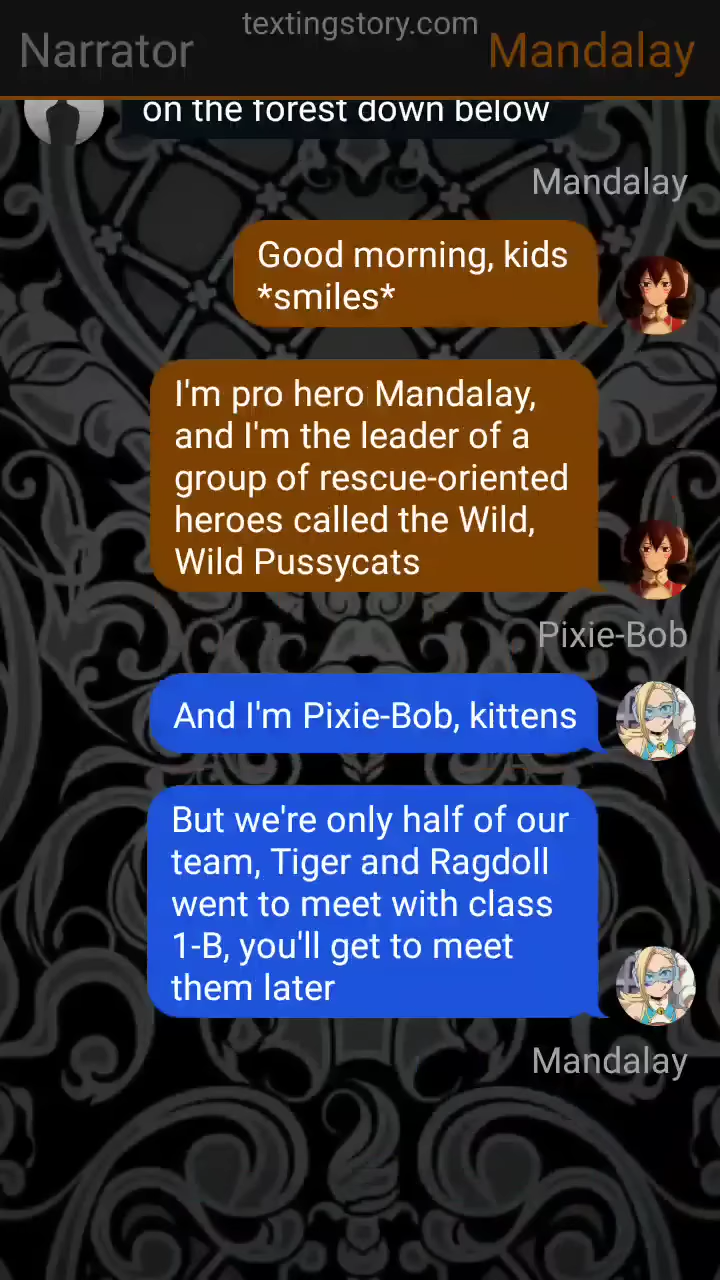 textingstory.com
Narrator
Mandalay
on the forest down below
Mandalay
Good morning, kids
*smiles*
I'm pro hero Mandalay,
and I'm the leader of a
group of rescue-oriented
heroes called the Wild,
Wild Pussycats
Pixie-Bob
And I'm Pixie-Bob, kittens
But we're only half of our
team, Tiger and Ragdoll
went to meet with class
1-B, you'll get to meet
them later
Mandalay